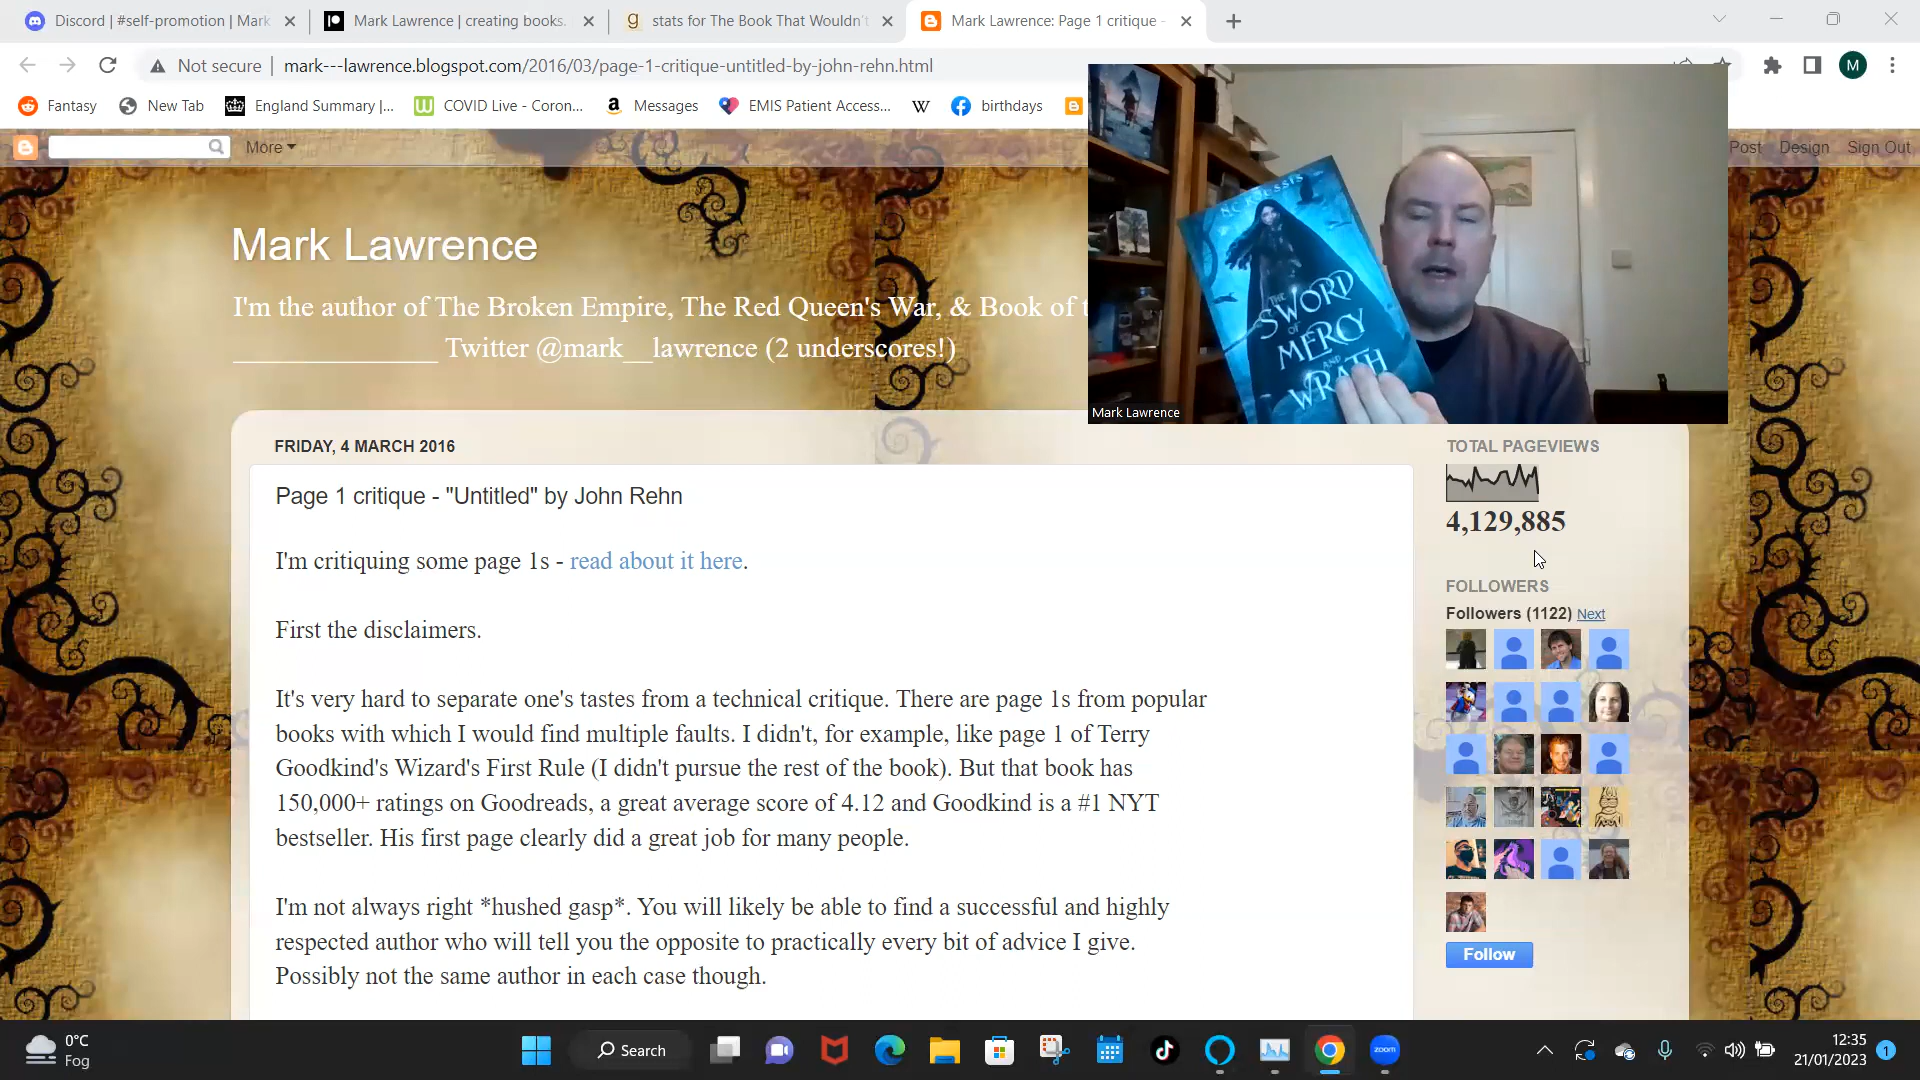 Discord | #self-promotion | Mark
Mark Lawrence | creating books.
stats for The Book That Wouldn'
Mark Lawrence: Page 1 critique -
Not secure
mark---lawrence.blogspot.com/2016/03/page-1-critique-untitled-by-john-rehn.html
M
Fantasy
New Tab
England Summary |...
COVID Live - Coron...
Messages
EMIS Patient Access...
W
birthdays
More
Post
Design
Sign Out
Mark Lawrence
I'm the author of The Broken Empire, The Red Queen's War, & Book of t
_______________ Twitter @mark__lawrence (2 underscores!)
THE
SWORD
OF
MERCY
AND
WRATH
Mark Lawrence
FRIDAY, 4 MARCH 2016
Page 1 critique - "Untitled" by John Rehn
I'm critiquing some page 1s - read about it here.
First the disclaimers.
It's very hard to separate one's tastes from a technical critique. There are page 1s from popular
books with which I would find multiple faults. I didn't, for example, like page 1 of Terry
Goodkind's Wizard's First Rule (I didn't pursue the rest of the book). But that book has
150,000+ ratings on Goodreads, a great average score of 4.12 and Goodkind is a #1 NYT
bestseller. His first page clearly did a great job for many people.
I'm not always right *hushed gasp*. You will likely be able to find a successful and highly
respected author who will tell you the opposite to practically every bit of advice I give.
Possibly not the same author in each case though.
TOTAL PAGEVIEWS
4,129,885
FOLLOWERS
Followers (1122) Next
Follow
0°C
Fog
Search
zoom
12:35
21/01/2023
1